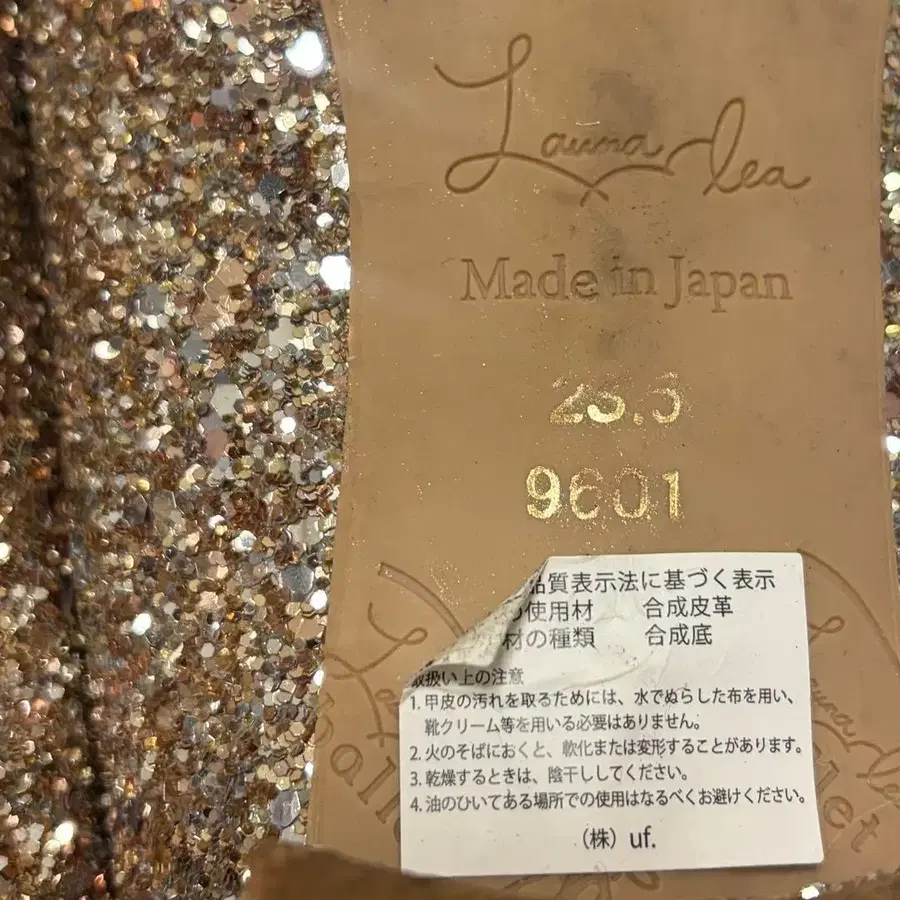 Launa lea
Made in Japan
23.5
9601
品質表示法に基づく表示
の使用材 合成皮革
材の種類 合成底
取扱い上の注意
1. 甲皮の汚れを取るためには、水でぬらした布を用い、
靴クリーム等を用いる必要はありません。
2. 火のそばにおくと、軟化または変形することがあります。
3. 乾燥するときは、陰干ししてください。
4. 油のひいてある場所での使用はなるべくお避けください。
(株) uf.
Launa lea